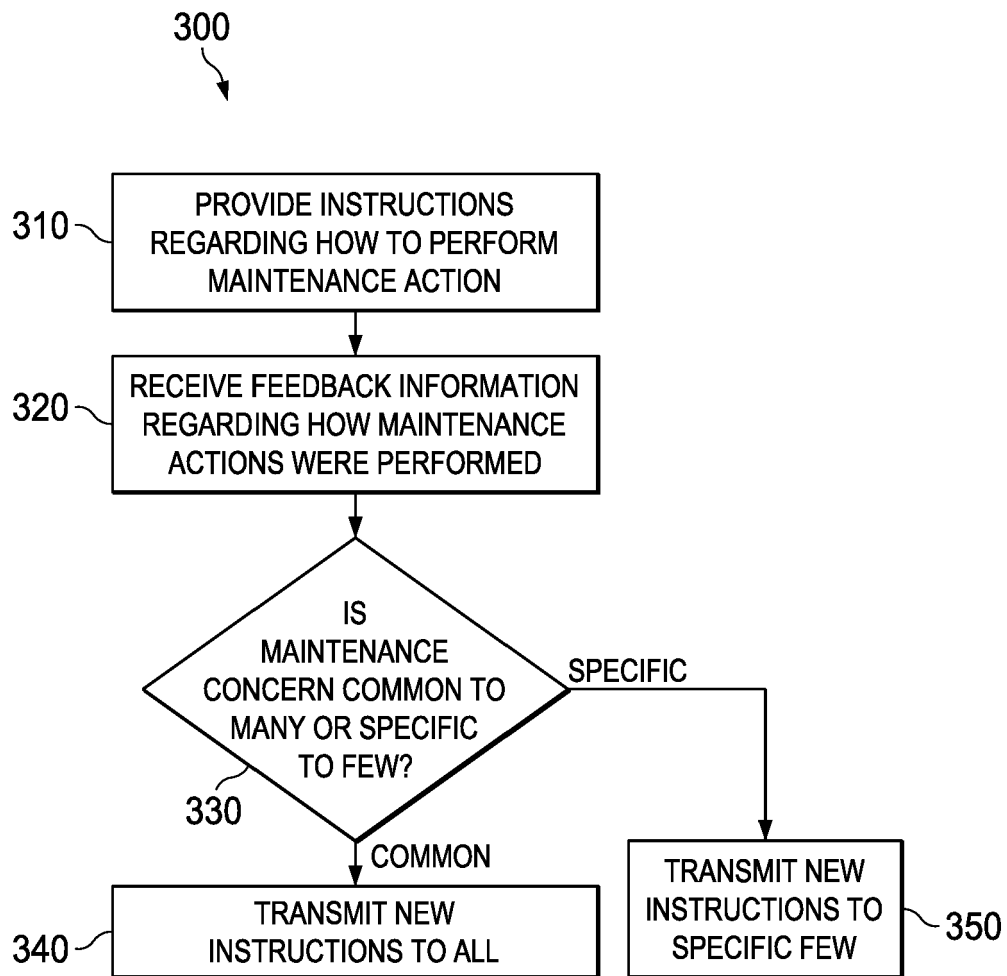 300
310
PROVIDE INSTRUCTIONS
REGARDING HOW TO PERFORM
MAINTENANCE ACTION
320
RECEIVE FEEDBACK INFORMATION
REGARDING HOW MAINTENANCE
ACTIONS WERE PERFORMED
IS
MAINTENANCE
CONCERN COMMON TO
MANY OR SPECIFIC
TO FEW?
330
SPECIFIC
COMMON
340
TRANSMIT NEW
INSTRUCTIONS TO ALL
TRANSMIT NEW
INSTRUCTIONS TO
SPECIFIC FEW
350